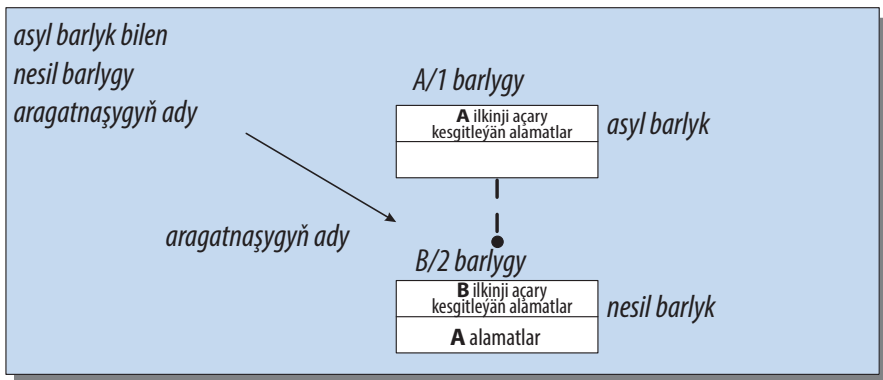 asyl barlyk bilen
nesil barlygy
aragatnaşygyň ady
A/1 barlygy
A ilkinji açary
kesgitleýän alamatlar
asyl barlyk
aragatnaşygyň ady
B/2 barlygy
B ilkinji açary
kesgitleýän alamatlar
nesil barlyk
A alamatlar